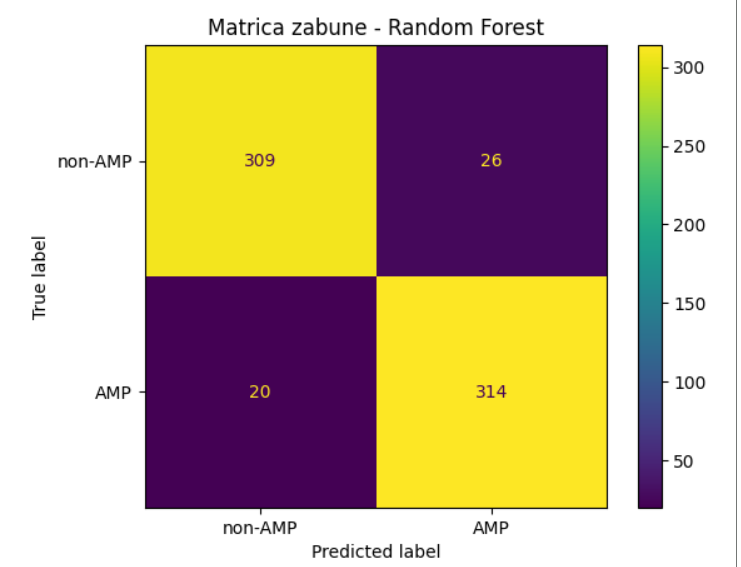 Matrica zabune - Random Forest
True label
non-AMP
309
26
AMP
20
314
non-AMP
AMP
Predicted label
300
250
200
150
100
50